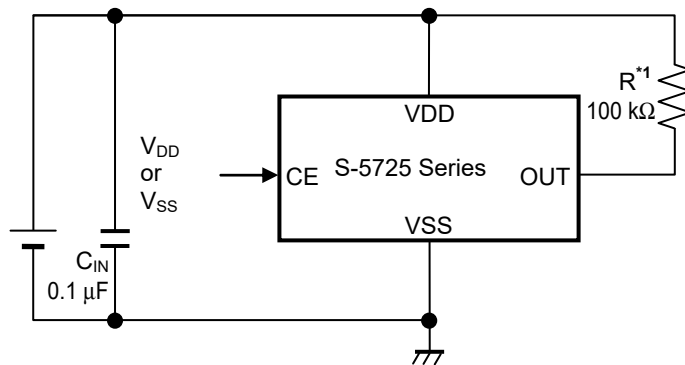 R*1
100 kΩ
VDD
VDD
or
VSS
CE
S-5725 Series
OUT
VSS
CIN
0.1 µF